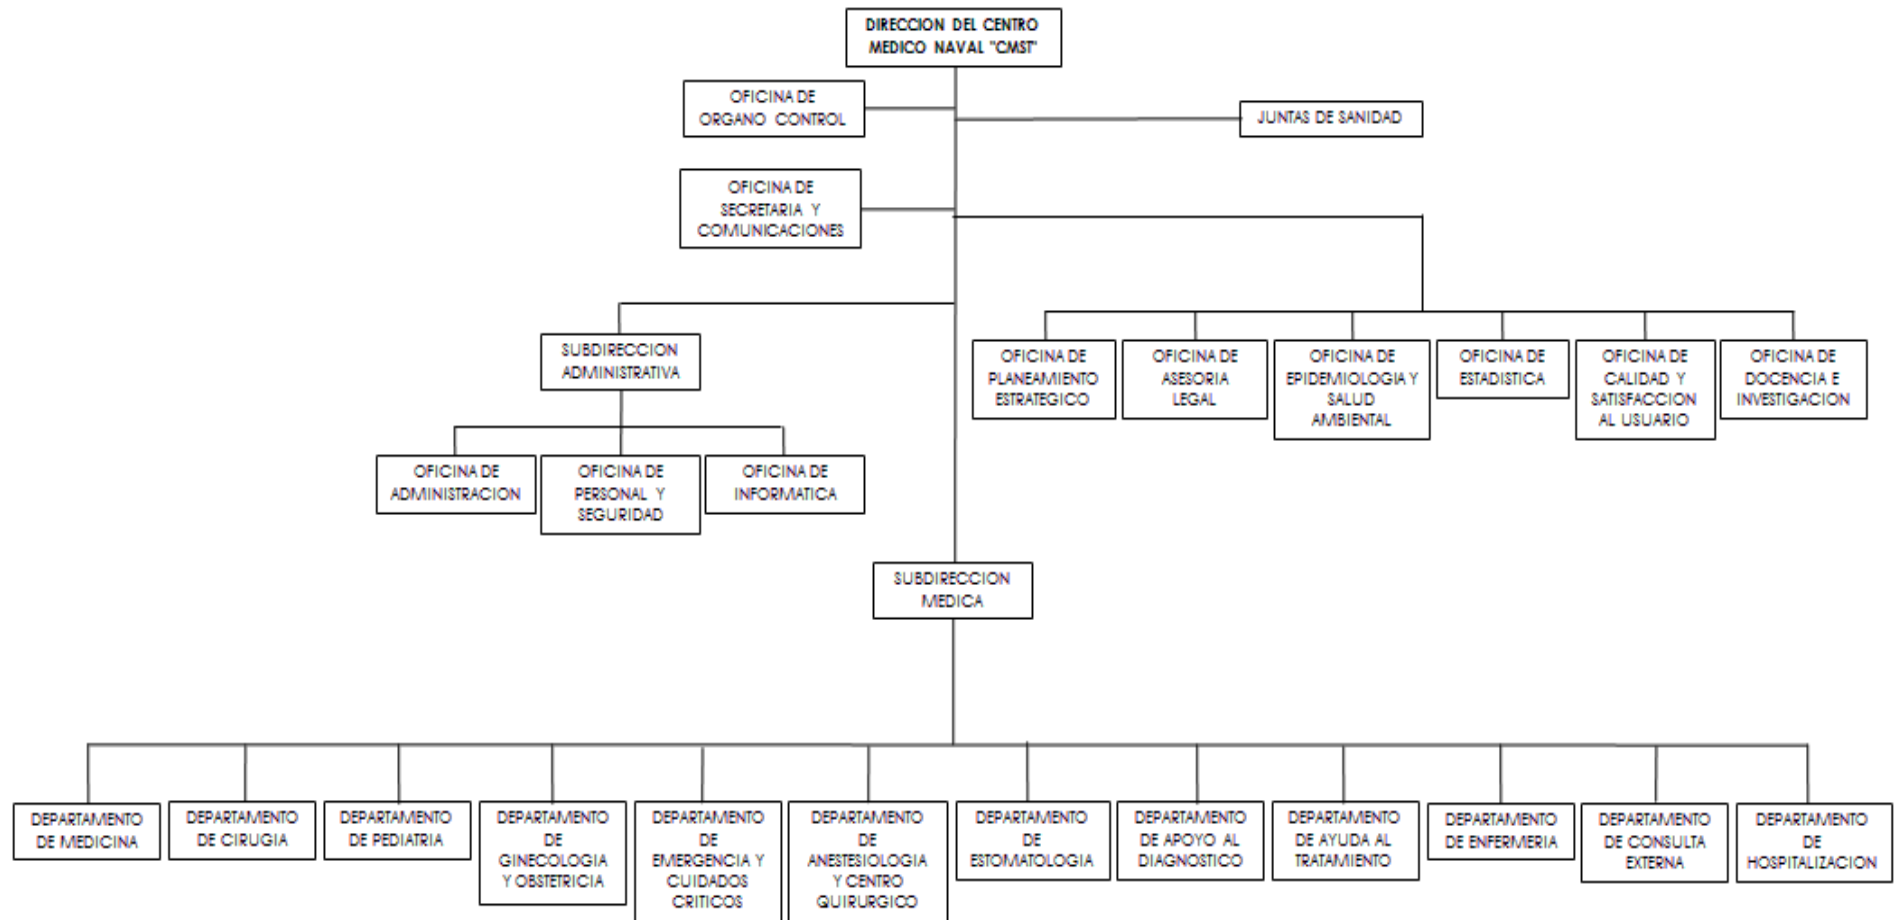 DIRECCION DEL CENTRO
MEDICO NAVAL "CMST"
OFICINA DE
ORGANO CONTROL
JUNTAS DE SANIDAD
OFICINA DE
SECRETARIA Y
COMUNICACIONES
SUBDIRECCION
ADMINISTRATIVA
OFICINA DE
PLANEAMIENTO
ESTRATEGICO
OFICINA DE
ASESORIA
LEGAL
OFICINA DE
EPIDEMIOLOGIA Y
SALUD
AMBIENTAL
OFICINA DE
ESTADISTICA
OFICINA DE
CALIDAD Y
SATISFACCION
AL USUARIO
OFICINA DE
DOCENCIA E
INVESTIGACION
OFICINA DE
ADMINISTRACION
OFICINA DE
PERSONAL Y
SEGURIDAD
OFICINA DE
INFORMATICA
SUBDIRECCION
MEDICA
DEPARTAMENTO
DE MEDICINA
DEPARTAMENTO
DE CIRUGIA
DEPARTAMENTO
DE PEDIATRIA
DEPARTAMENTO
DE
GINECOLOGIA
Y OBSTETRICIA
DEPARTAMENTO
DE
EMERGENCIA Y
CUIDADOS
CRITICOS
DEPARTAMENTO
DE
ANESTESIOLOGIA
Y CENTRO
QUIRURGICO
DEPARTAMENTO
DE
ESTOMATOLOGIA
DEPARTAMENTO
DE APOYO AL
DIAGNOSTICO
DEPARTAMENTO
DE AYUDA AL
TRATAMIENTO
DEPARTAMENTO
DE ENFERMERIA
DEPARTAMENTO
DE CONSULTA
EXTERNA
DEPARTAMENTO
DE
HOSPITALIZACION